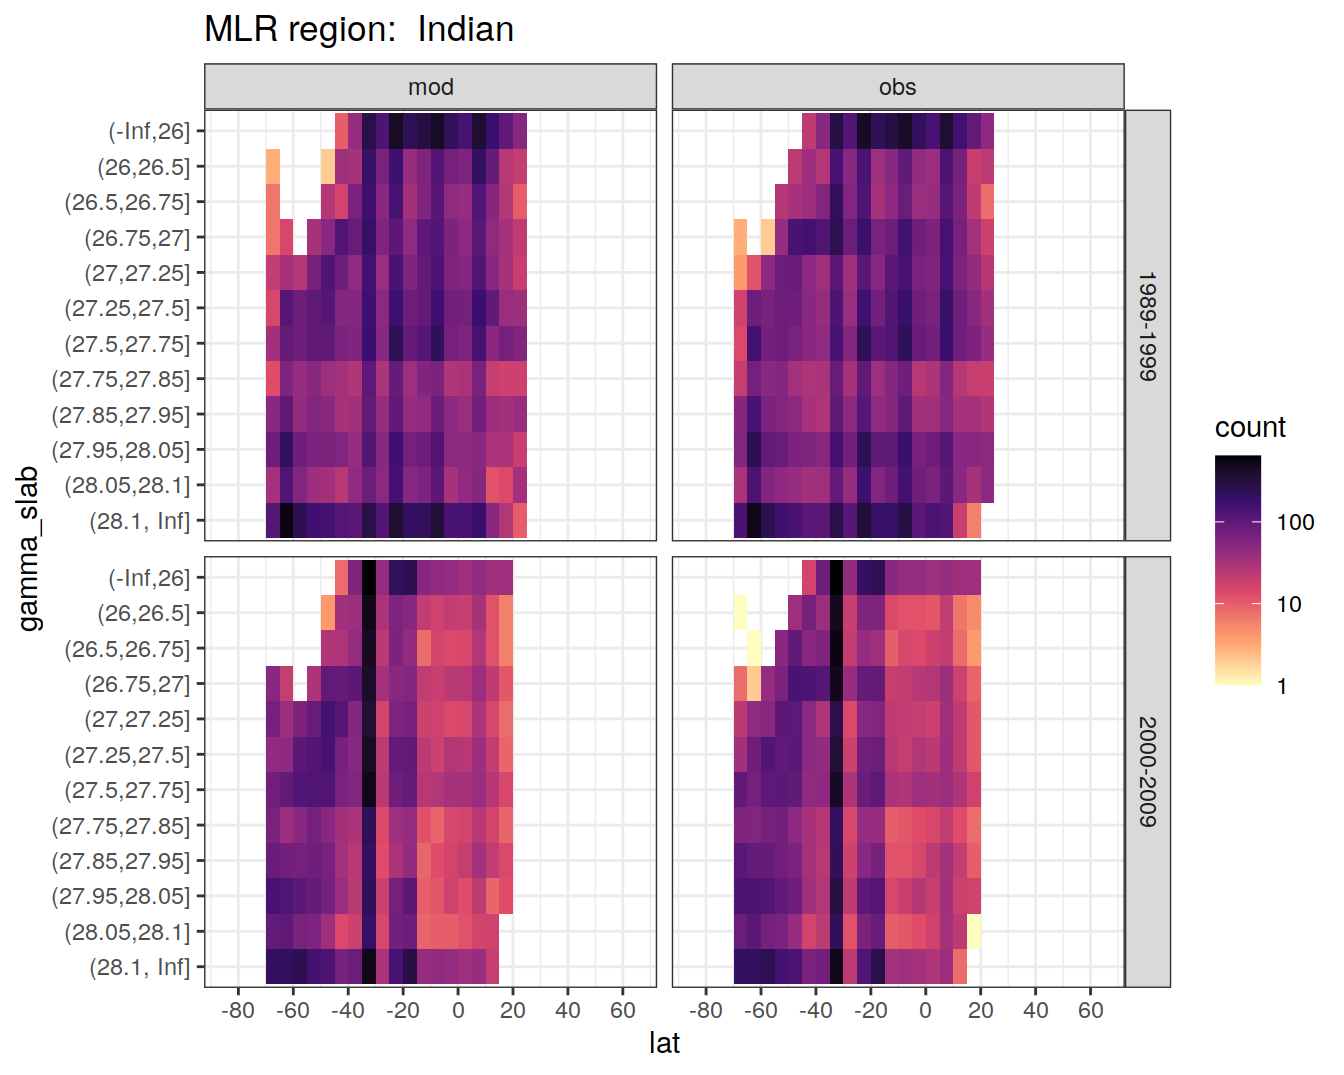 MLR region:  Indian
mod
obs
(-Inf,26]
(26,26.5]
(26.5,26.75]
(26.75,27]
(27,27.25]
(27.25,27.5]
(27.5,27.75]
(27.75,27.85]
(27.85,27.95]
(27.95,28.05]
(28.05,28.1]
(28.1, Inf]
1989-1999
(-Inf,26]
(26,26.5]
(26.5,26.75]
(26.75,27]
(27,27.25]
(27.25,27.5]
(27.5,27.75]
(27.75,27.85]
(27.85,27.95]
(27.95,28.05]
(28.05,28.1]
(28.1, Inf]
2000-2009
gamma_slab
-80 -60 -40 -20 0 20 40 60
-80 -60 -40 -20 0 20 40 60
lat
count
100
10
1